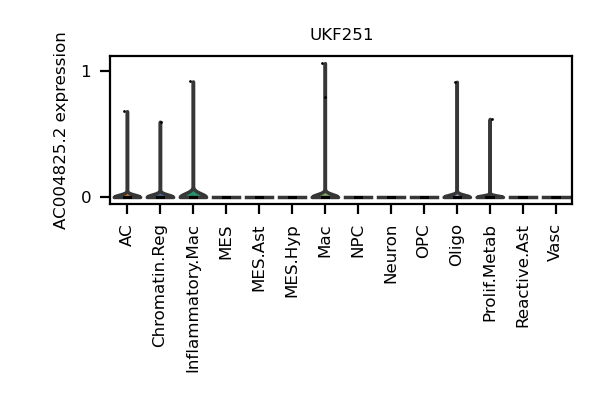 UKF251
AC004825.2 expression
1
0
AC
Chromatin.Reg
Inflammatory.Mac
MES
MES.Ast
MES.Hyp
Mac
NPC
Neuron
OPC
Oligo
Prolif.Metab
Reactive.Ast
Vasc